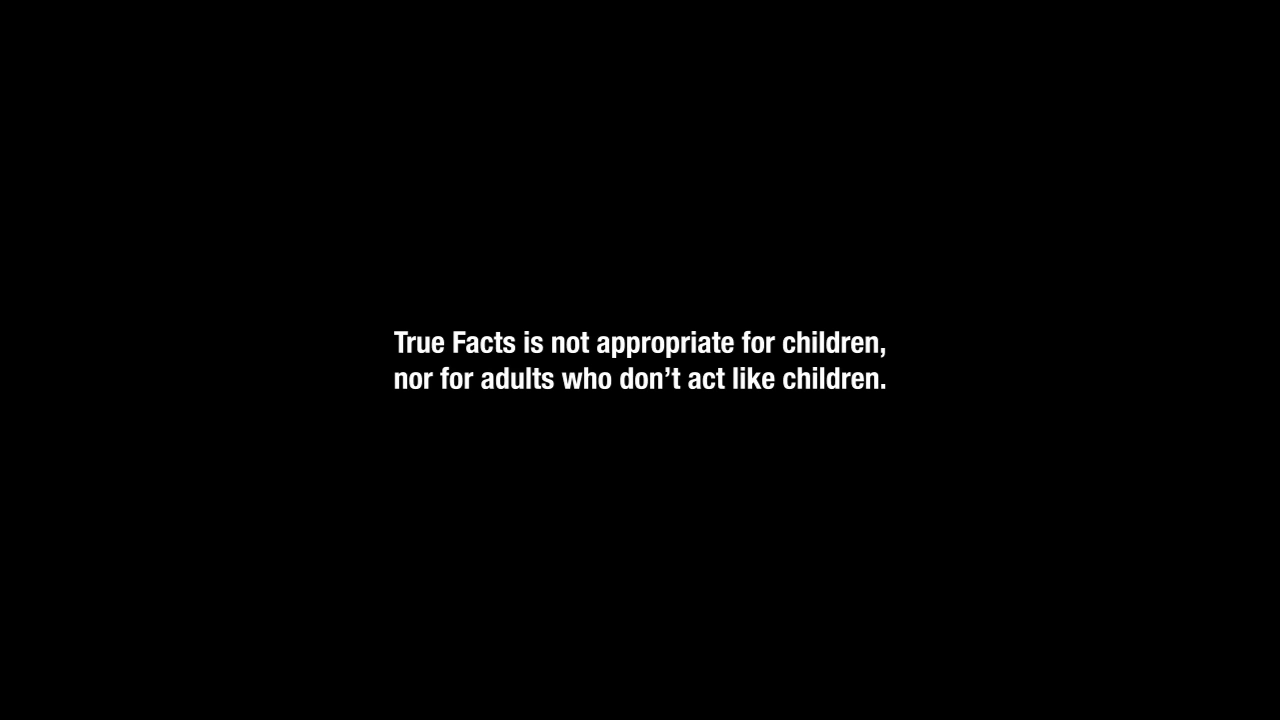 True Facts is not appropriate for children,
nor for adults who don’t act like children.